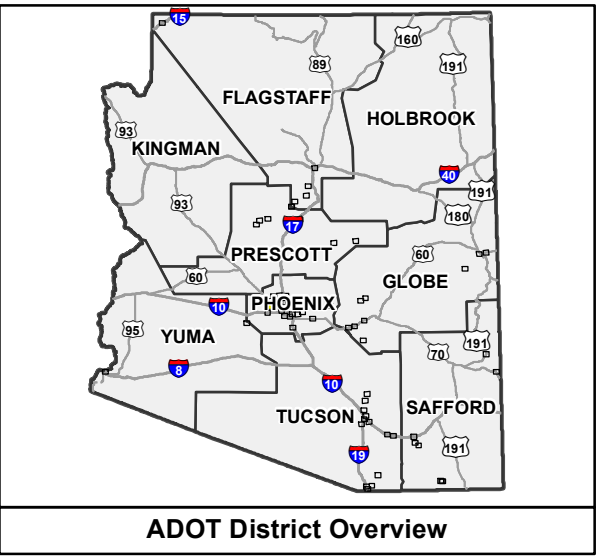 15
160
89
191
FLAGSTAFF
HOLBROOK
93
KINGMAN
40
191
93
180
17
PRESCOTT
60
60
GLOBE
PHOENIX
10
95
YUMA
191
70
8
10
TUCSON
SAFFORD
19
191
ADOT District Overview